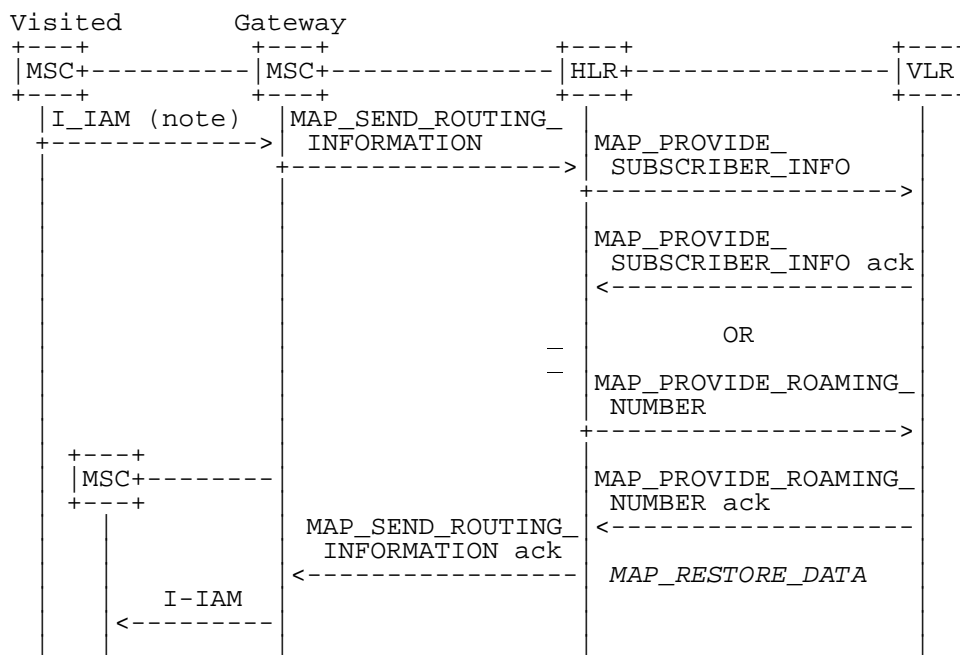 Visited Gateway
MSC MSC HLR VLR
I_IAM (note) MAP_SEND_ROUTING_
INFORMATION MAP_PROVIDE_
SUBSCRIBER_INFO
MAP_PROVIDE_
SUBSCRIBER_INFO ack
OR
MAP_PROVIDE_ROAMING_
NUMBER
MSC MAP_PROVIDE_ROAMING_
NUMBER ack
MAP_SEND_ROUTING_
INFORMATION ack
MAP_RESTORE_DATA
I-IAM